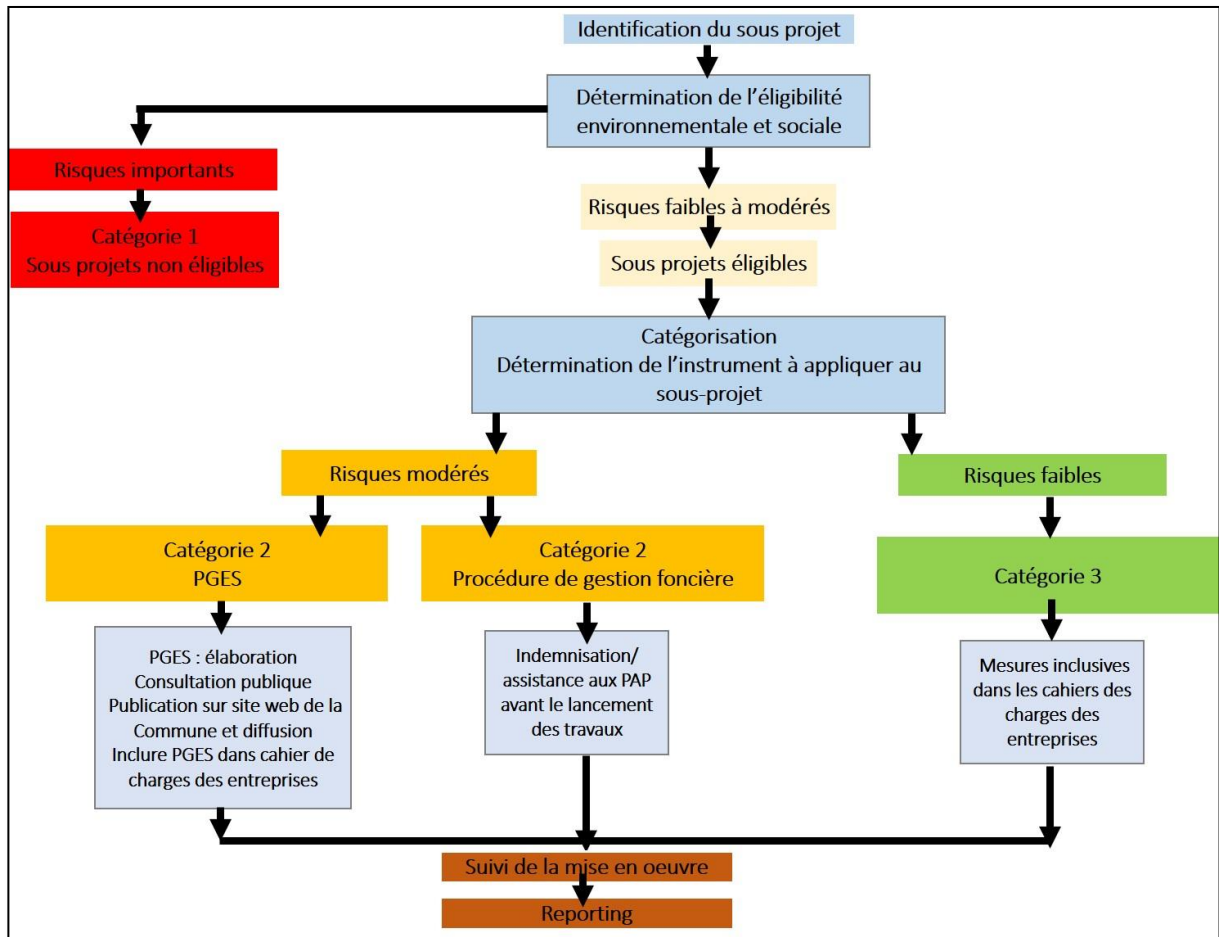 Identification du sous projet
Détermination de l’éligibilité
environnementale et sociale
Risques importants
Catégorie 1
Sous projets non éligibles
Risques faibles à modérés
Sous projets éligibles
Catégorisation
Détermination de l’instrument à appliquer au
sous-projet
Risques modérés
Risques faibles
Catégorie 2
PGES
Catégorie 2
Procédure de gestion foncière
Catégorie 3
PGES : élaboration
Consultation publique
Publication sur site web de la
Commune et diffusion
Inclure PGES dans cahier de
charges des entreprises
Indemnisation/
assistance aux PAP
avant le lancement
des travaux
Mesures inclusives
dans les cahiers des
charges des
entreprises
Suivi de la mise en oeuvre
Reporting